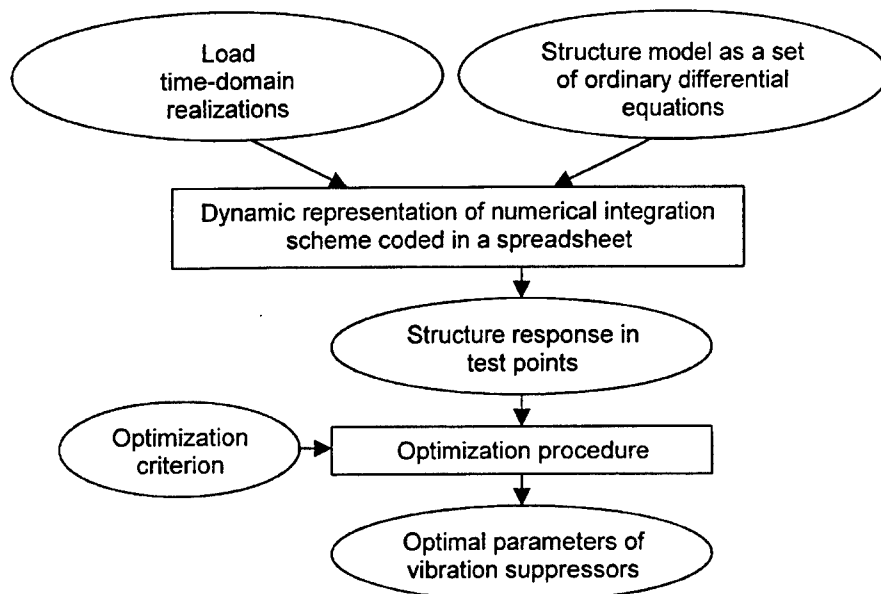 Load
time-domain
realizations
Structure model as a set
of ordinary differential
equations
Dynamic representation of numerical integration
scheme coded in a spreadsheet
Structure response in
test points
Optimization
criterion
Optimization procedure
Optimal parameters of
vibration suppressors